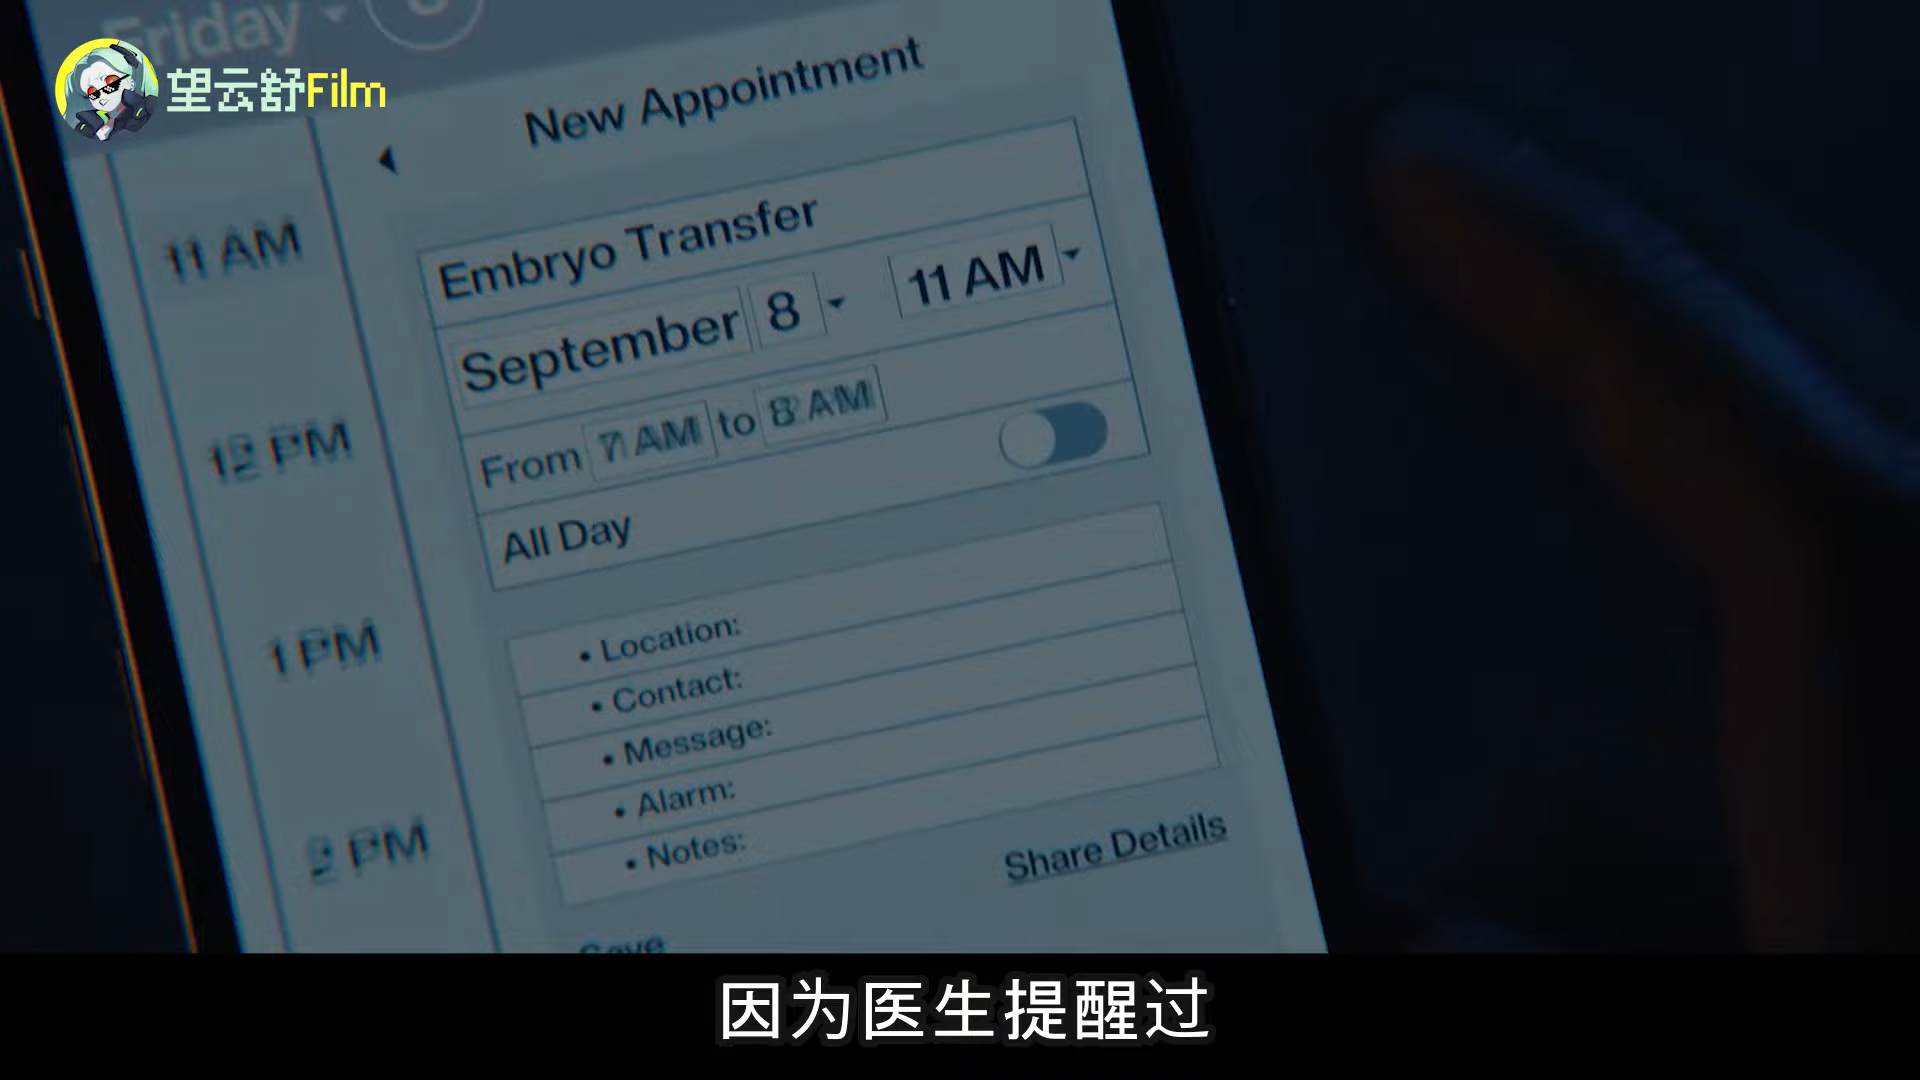 Friday
望云舒Film
New Appointment
Embryo Transfer
September 8 11 AM
From 7 AM to 8 AM
All Day
• Location:
• Contact:
• Message:
• Alarm:
• Notes:
Share Details
Save
11 AM
12 PM
1 PM
2 PM
因为医生提醒过